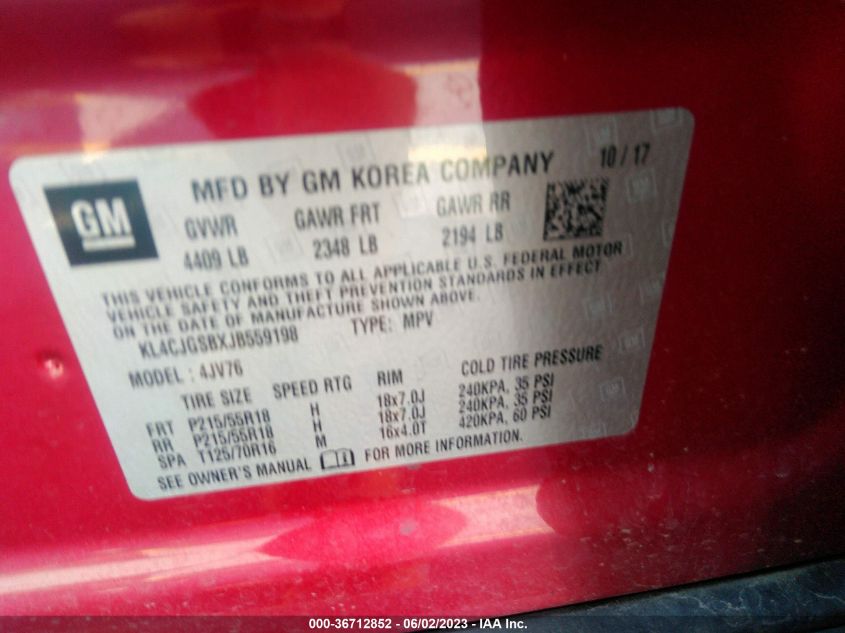 MFD BY GM KOREA COMPANY 10 / 17
GM
GVWR GAWR FRT GAWR RR
4409 LB 2348 LB 2194 LB
THIS VEHICLE CONFORMS TO ALL APPLICABLE U.S. FEDERAL MOTOR
VEHICLE SAFETY AND THEFT PREVENTION STANDARDS IN EFFECT
ON THE DATE OF MANUFACTURE SHOWN ABOVE.
KL4CJGSBXJB559198 TYPE: MPV
MODEL : 4JV76
TIRE SIZE SPEED RTG RIM COLD TIRE PRESSURE
FRT P215/55R18 H 18x7.0J 240KPA, 35 PSI
RR P215/55R18 H 18x7.0J 240KPA, 35 PSI
SPA T125/70R16 M 16x4.0T 420KPA, 60 PSI
SEE OWNER'S MANUAL FOR MORE INFORMATION.
000-36712852 - 06/02/2023 - IAA Inc.